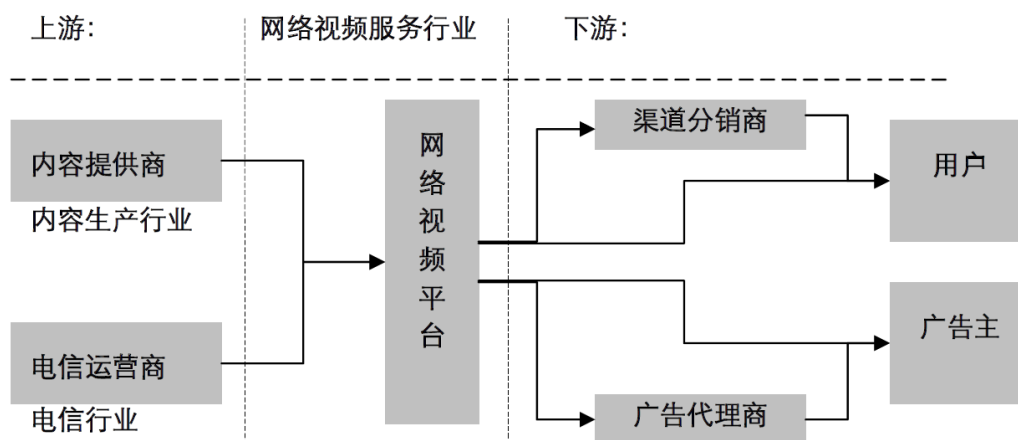 上游：
网络视频服务行业
下游：
内容提供商
内容生产行业
电信运营商
电信行业
网络视频平台
渠道分销商
用户
广告主
广告代理商